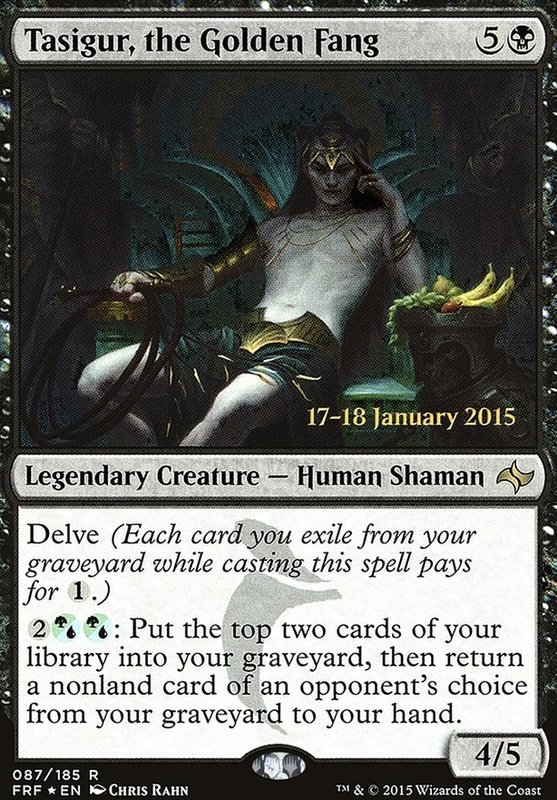 Tasigur, the Golden Fang 5
17–18 January 2015
Legendary Creature — Human Shaman
Delve (Each card you exile from your
graveyard while casting this spell pays
for 1.)
2: Put the top two cards of your
library into your graveyard, then return
a nonland card of an opponent's choice
from your graveyard to your hand.
4/5
087/185 R
FRF ★ EN Chris Rahn
™ & © 2015 Wizards of the Coast